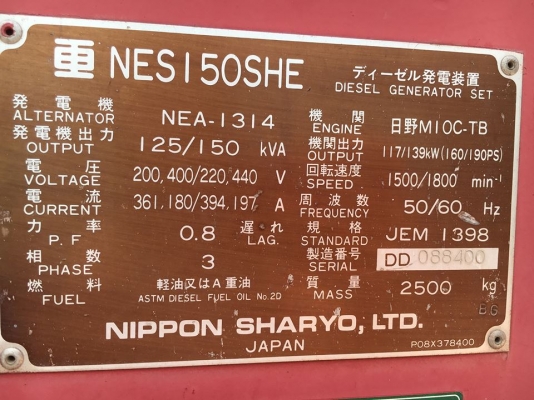 重 NES150SHE ディーゼル発電装置
DIESEL GENERATOR SET
発電機
ALTERNATOR NEA-1314
機関
ENGINE 日野M10C-TB
発電機出力
OUTPUT 125/150 kVA
機関出力
OUTPUT 117/139kW(160/190PS)
電圧
VOLTAGE 200,400/220,440 V
回転速度
SPEED 1500/1800 min-1
電流
CURRENT 361,180/394,197 A
周波数
FREQUENCY 50/60 Hz
力率
P.F 0.8 遅れ
LAG.
規格
STANDARD JEM 1398
相数
PHASE 3
製造番号
SERIAL DD 088400
燃料
FUEL 軽油又はA重油
ASTM DIESEL FUEL OIL No.2D
質量
MASS 2500 kg
NIPPON SHARYO, LTD.
JAPAN
P08X378400